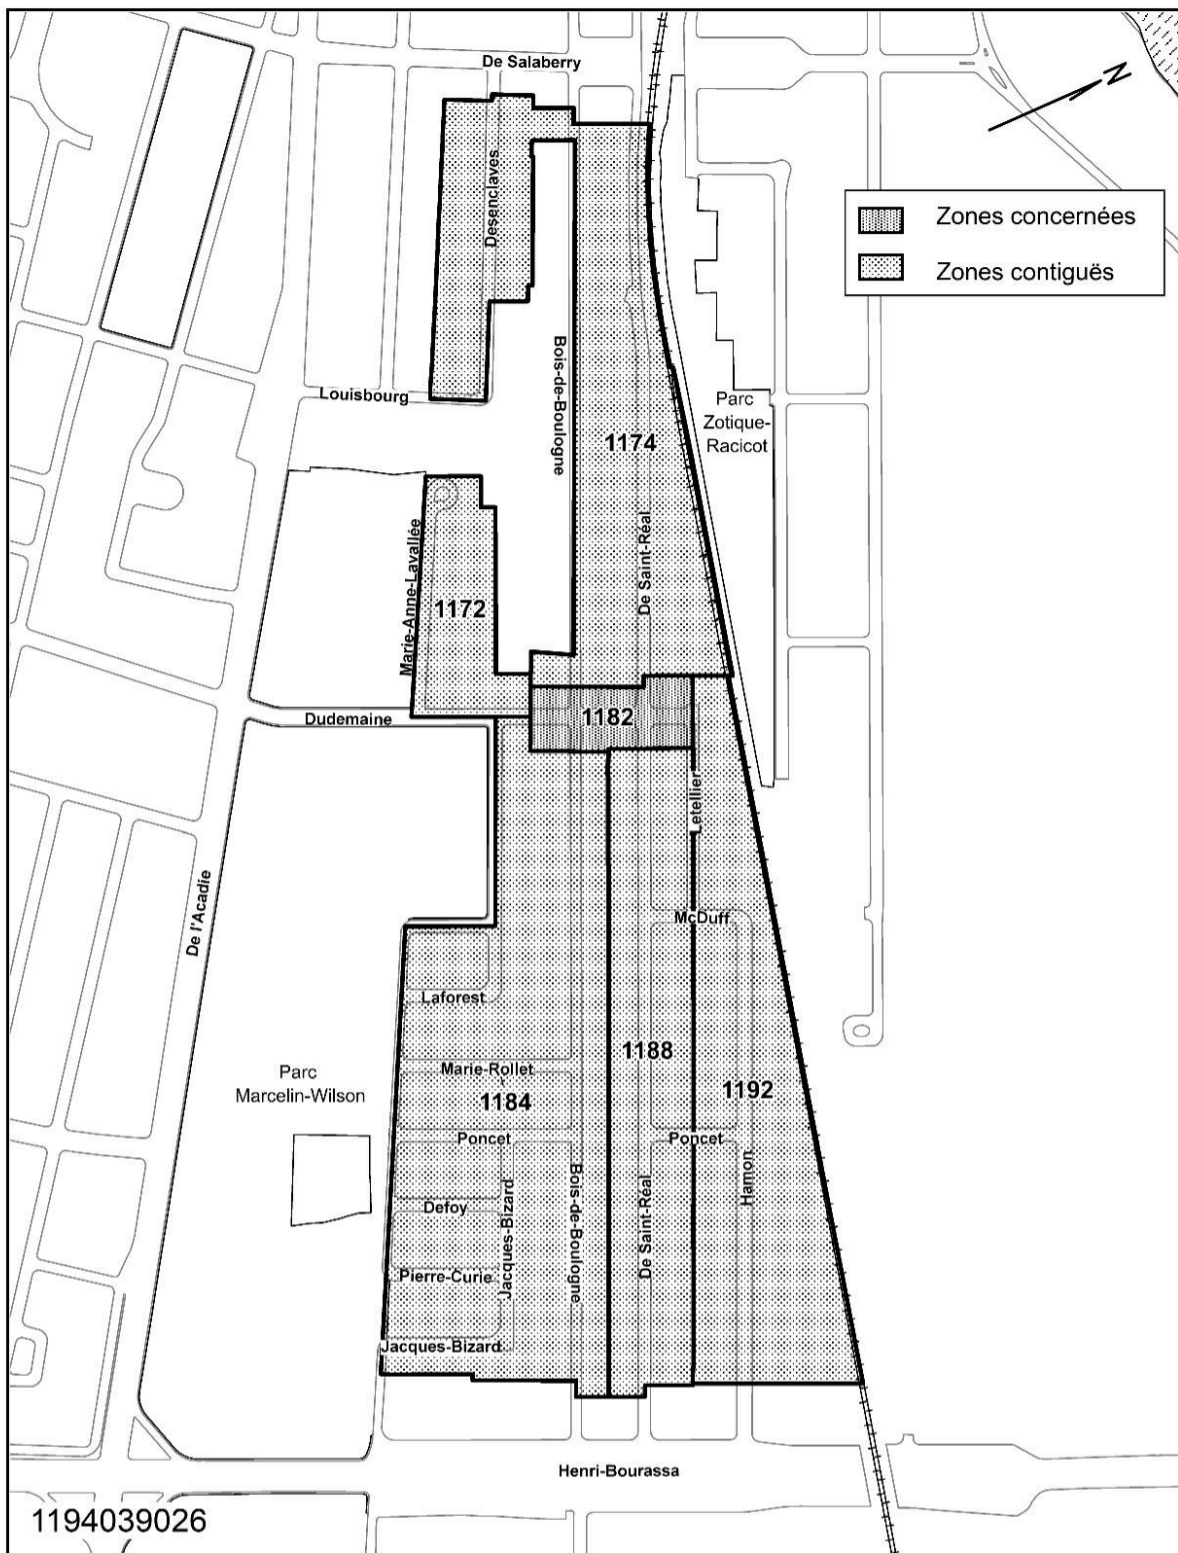 De Salaberry
N
Zones concernées
Zones contiguës
Desenclaves
Bois-de-Boulogne
Louisbourg
Parc
Zotique-
Racicot
1174
De Saint-Réal
Marie-Anne-Lavallée
1172
Dudemaine
1182
Letellier
De l'Acadie
McDuff
Laforest
1188
Parc
Marcelin-Wilson
Marie-Rollet
1184
1192
Poncet
Poncet
Bois-de-Boulogne
De Saint-Réal
Hamon
Jacques-Bizard
Defoy
Pierre-Curie
Jacques-Bizard
Henri-Bourassa
1194039026